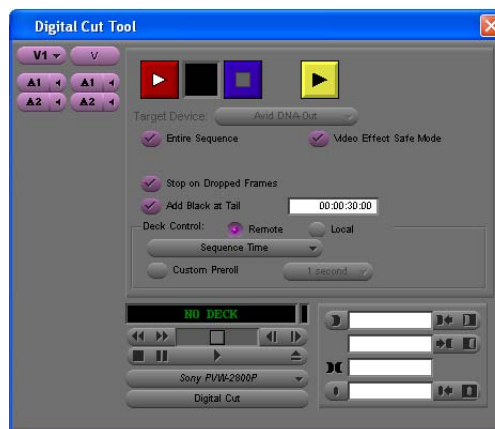 Digital Cut Tool
V1 V
A1 A1
A2 A2
Target Device: Avid DNA-Out
Entire Sequence Video Effect Safe Mode
Stop on Dropped Frames
Add Black at Tail 00:00:30:00
Deck Control: Remote Local
Sequence Time
Custom Preroll 1 second
NO DECK
Sony PVW-2800P
Digital Cut